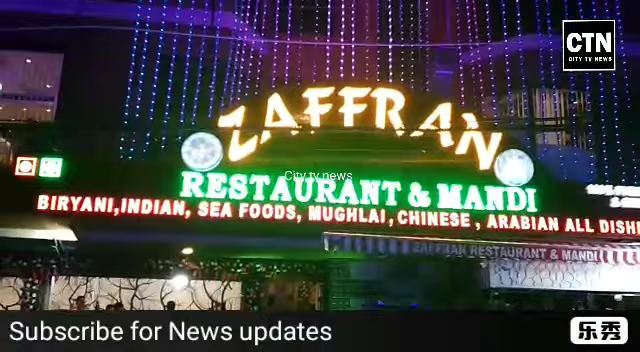 CTN
CITY TV NEWS
ZAFFRAN
City tv news
RESTAURANT & MANDI
BIRYANI, INDIAN, SEA FOODS, MUGHLAI, CHINESE, ARABIAN ALL DISH
ZAFFRAN RESTAURANT & MANDI
Subscribe for News updates
乐秀